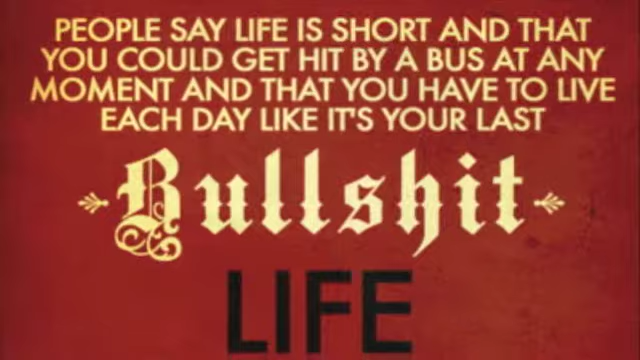 PEOPLE SAY LIFE IS SHORT AND THAT
YOU COULD GET HIT BY A BUS AT ANY
MOMENT AND THAT YOU HAVE TO LIVE
EACH DAY LIKE IT'S YOUR LAST
Bullshit
LIFE